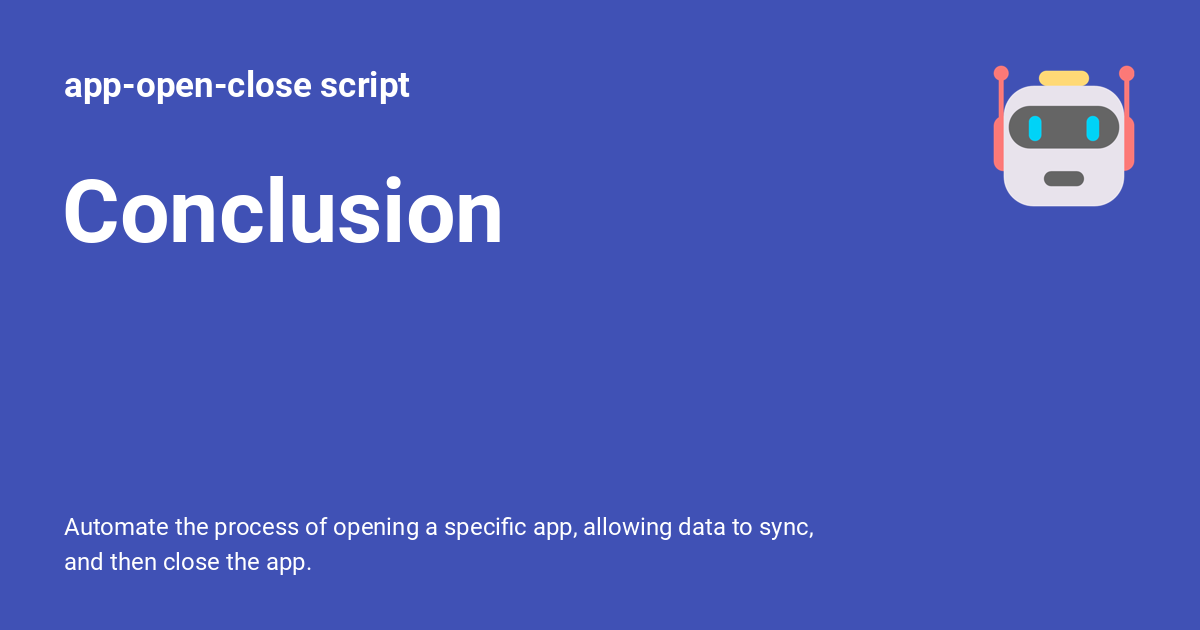 app-open-close script
Conclusion
Automate the process of opening a specific app, allowing data to sync,
and then close the app.